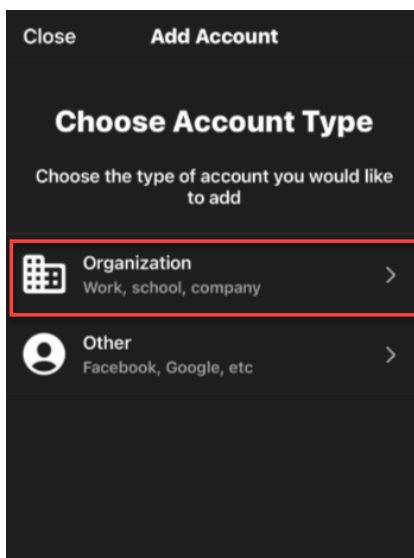 Close Add Account
Choose Account Type
Choose the type of account you would like
to add
Organization
Work, school, company
Other
Facebook, Google, etc